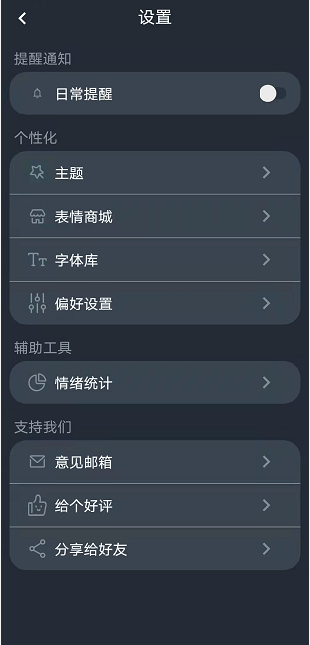 设置
提醒通知
日常提醒
个性化
主题
表情商城
字体库
偏好设置
辅助工具
情绪统计
支持我们
意见邮箱
给个好评
分享给好友